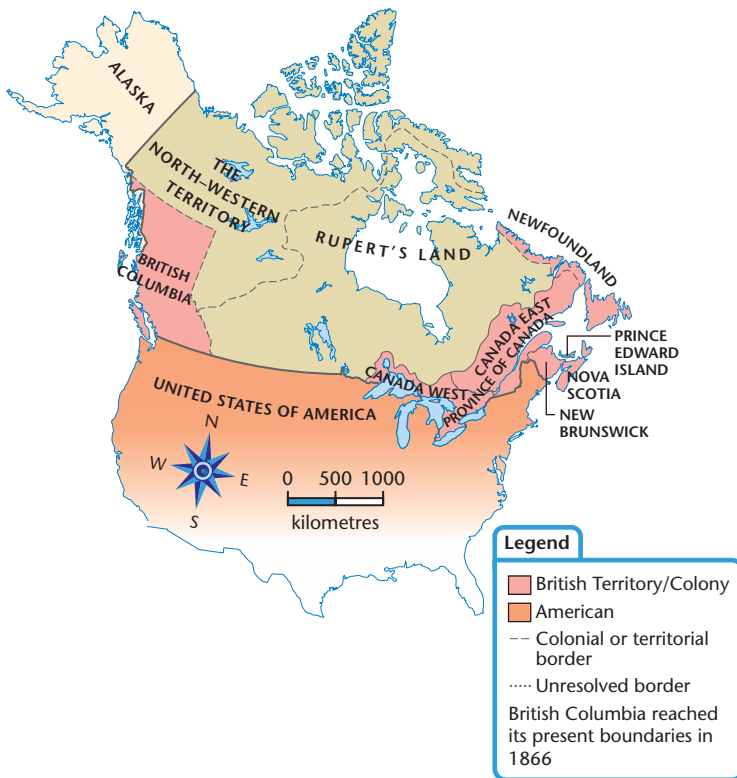 ALASKA
THE
NORTH–WESTERN
TERRITORY
BRITISH
COLUMBIA
RUPERT'S LAND
NEWFOUNDLAND
CANADA EAST
PROVINCE OF CANADA
CANADA WEST
PRINCE
EDWARD
ISLAND
NOVA
SCOTIA
NEW
BRUNSWICK
UNITED STATES OF AMERICA
N
W
E
S
0 500 1000
kilometres
Legend
British Territory/Colony
American
Colonial or territorial
border
Unresolved border
British Columbia reached
its present boundaries in
1866